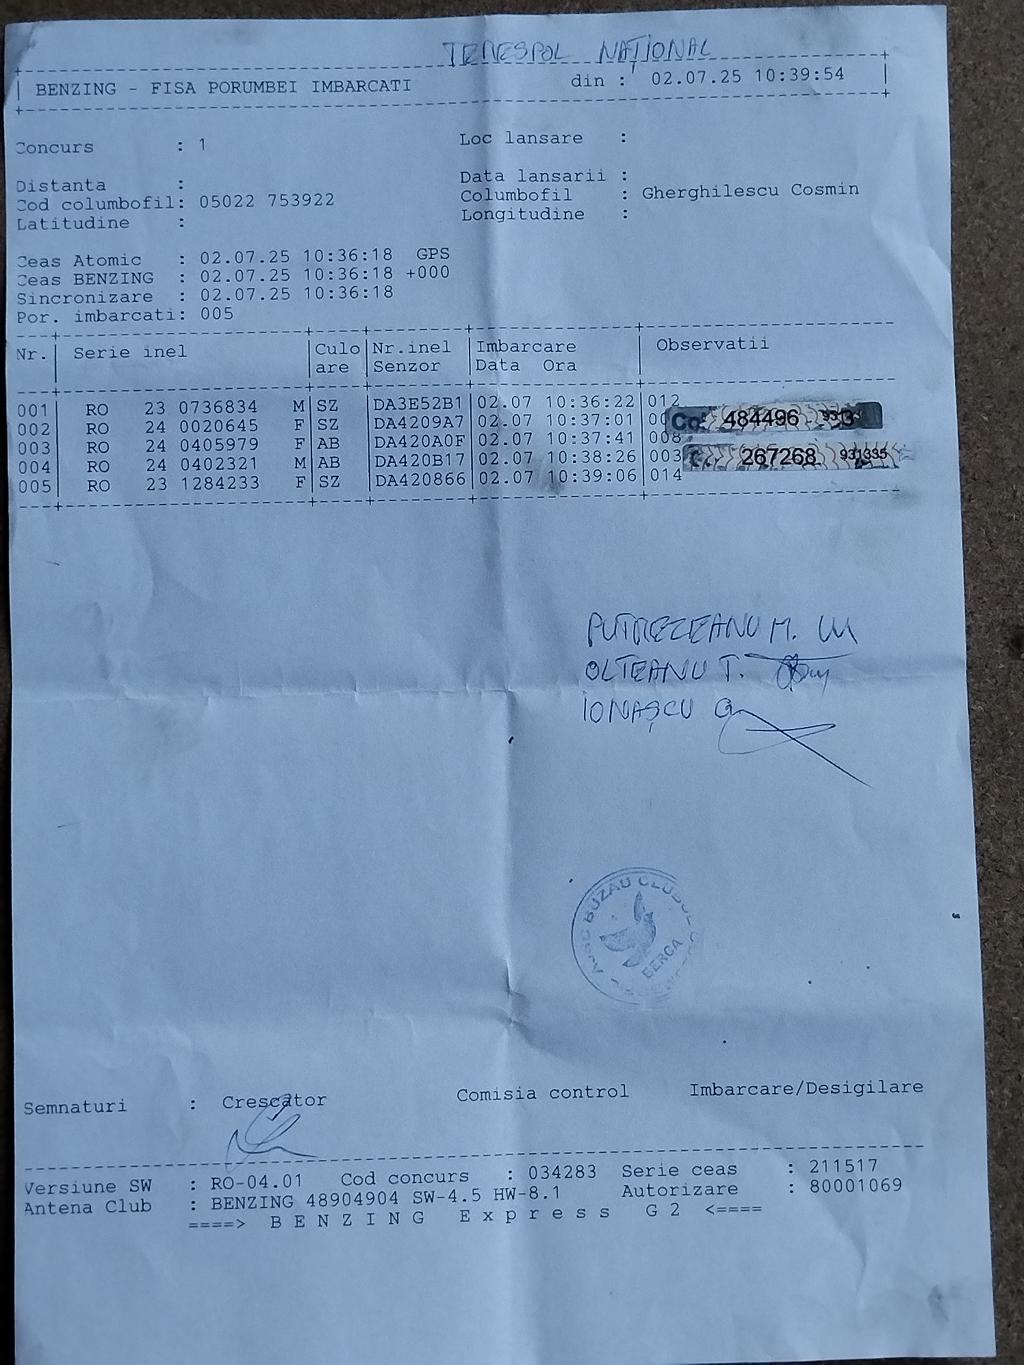 TERESPOL NAȚIONAL
BENZING - FISA PORUMBEI IMBARCATI din : 02.07.25 10:39:54
Concurs : 1 Loc lansare :
Distanta : Data lansarii :
Cod columbofil: 05022 753922 Columbofil : Gherghilescu Cosmin
Latitudine : Longitudine :
Ceas Atomic : 02.07.25 10:36:18 GPS
Ceas BENZING : 02.07.25 10:36:18 +000
Sincronizare : 02.07.25 10:36:18
Por. imbarcati: 005
Nr. Serie inel Culo Nr.inel Imbarcare Observatii
are Senzor Data Ora
001 RO 23 0736834 M SZ DA3E52B1 02.07 10:36:22 012
002 RO 24 0020645 F SZ DA4209A7 02.07 10:37:01 484496
003 RO 24 0405979 F AB DA420A0F 02.07 10:37:41 008
004 RO 24 0402321 M AB DA420B17 02.07 10:38:26 003 267268 931335
005 RO 23 1284233 F SZ DA420866 02.07 10:39:06 014
PUTREZEANU M.
OLTEANU T.
IONAȘCU G
BUZAU CLUBUL
BERCA
Semnaturi : Crescator Comisia control Imbarcare/Desigilare
Versiune SW : RO-04.01 Cod concurs : 034283 Serie ceas : 211517
Antena Club : BENZING 48904904 SW-4.5 HW-8.1 Autorizare : 80001069
====> B E N Z I N G E x p r e s s G 2 <====